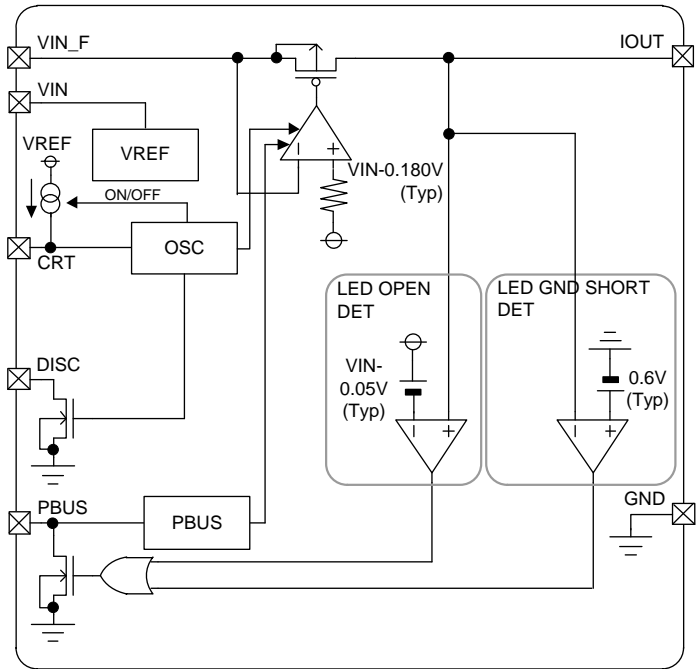 VIN_F
IOUT
VIN
VREF
VREF
ON/OFF
VIN-0.180V
(Typ)
OSC
CRT
LED OPEN
DET
LED GND SHORT
DET
VIN-
0.05V
(Typ)
0.6V
(Typ)
DISC
PBUS
PBUS
GND